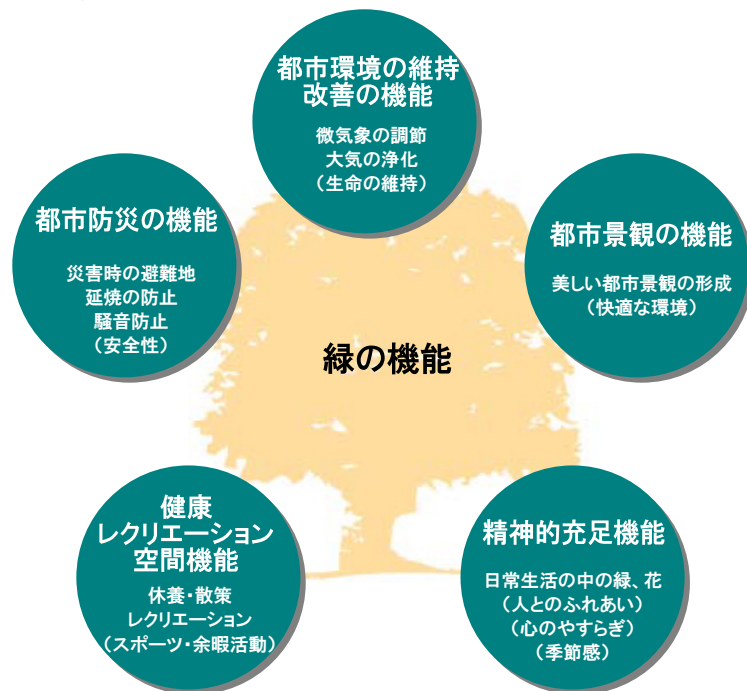 都市環境の維持
改善の機能
微気象の調節
大気の浄化
（生命の維持）
都市防災の機能
災害時の避難地
延焼の防止
騒音防止
（安全性）
都市景観の機能
美しい都市景観の形成
（快適な環境）
緑の機能
健康
レクリエーション
空間機能
休養・散策
レクリエーション
（スポーツ・余暇活動）
精神的充足機能
日常生活の中の緑、花
（人とのふれあい）
（心のやすらぎ）
（季節感）